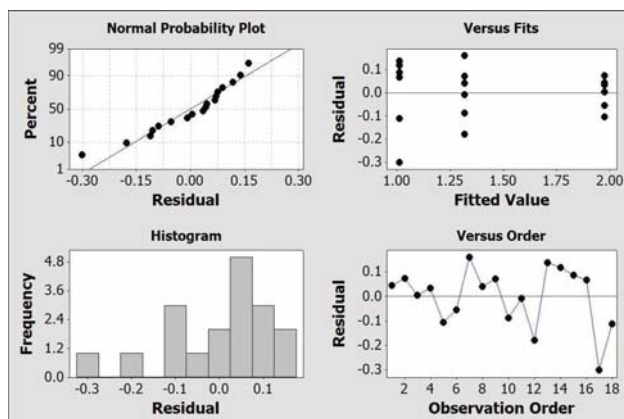 Normal Probability Plot
99
90
50
10
1
Percent
-0.30 -0.15 0.00 0.15 0.30
Residual
Versus Fits
0.1
0.0
-0.1
-0.2
-0.3
Residual
1.00 1.25 1.50 1.75 2.00
Fitted Value
Histogram
4.8
3.6
2.4
1.2
0.0
Frequency
-0.3 -0.2 -0.1 0.0 0.1
Residual
Versus Order
0.1
0.0
-0.1
-0.2
-0.3
Residual
2 4 6 8 10 12 14 16 18
Observation Order